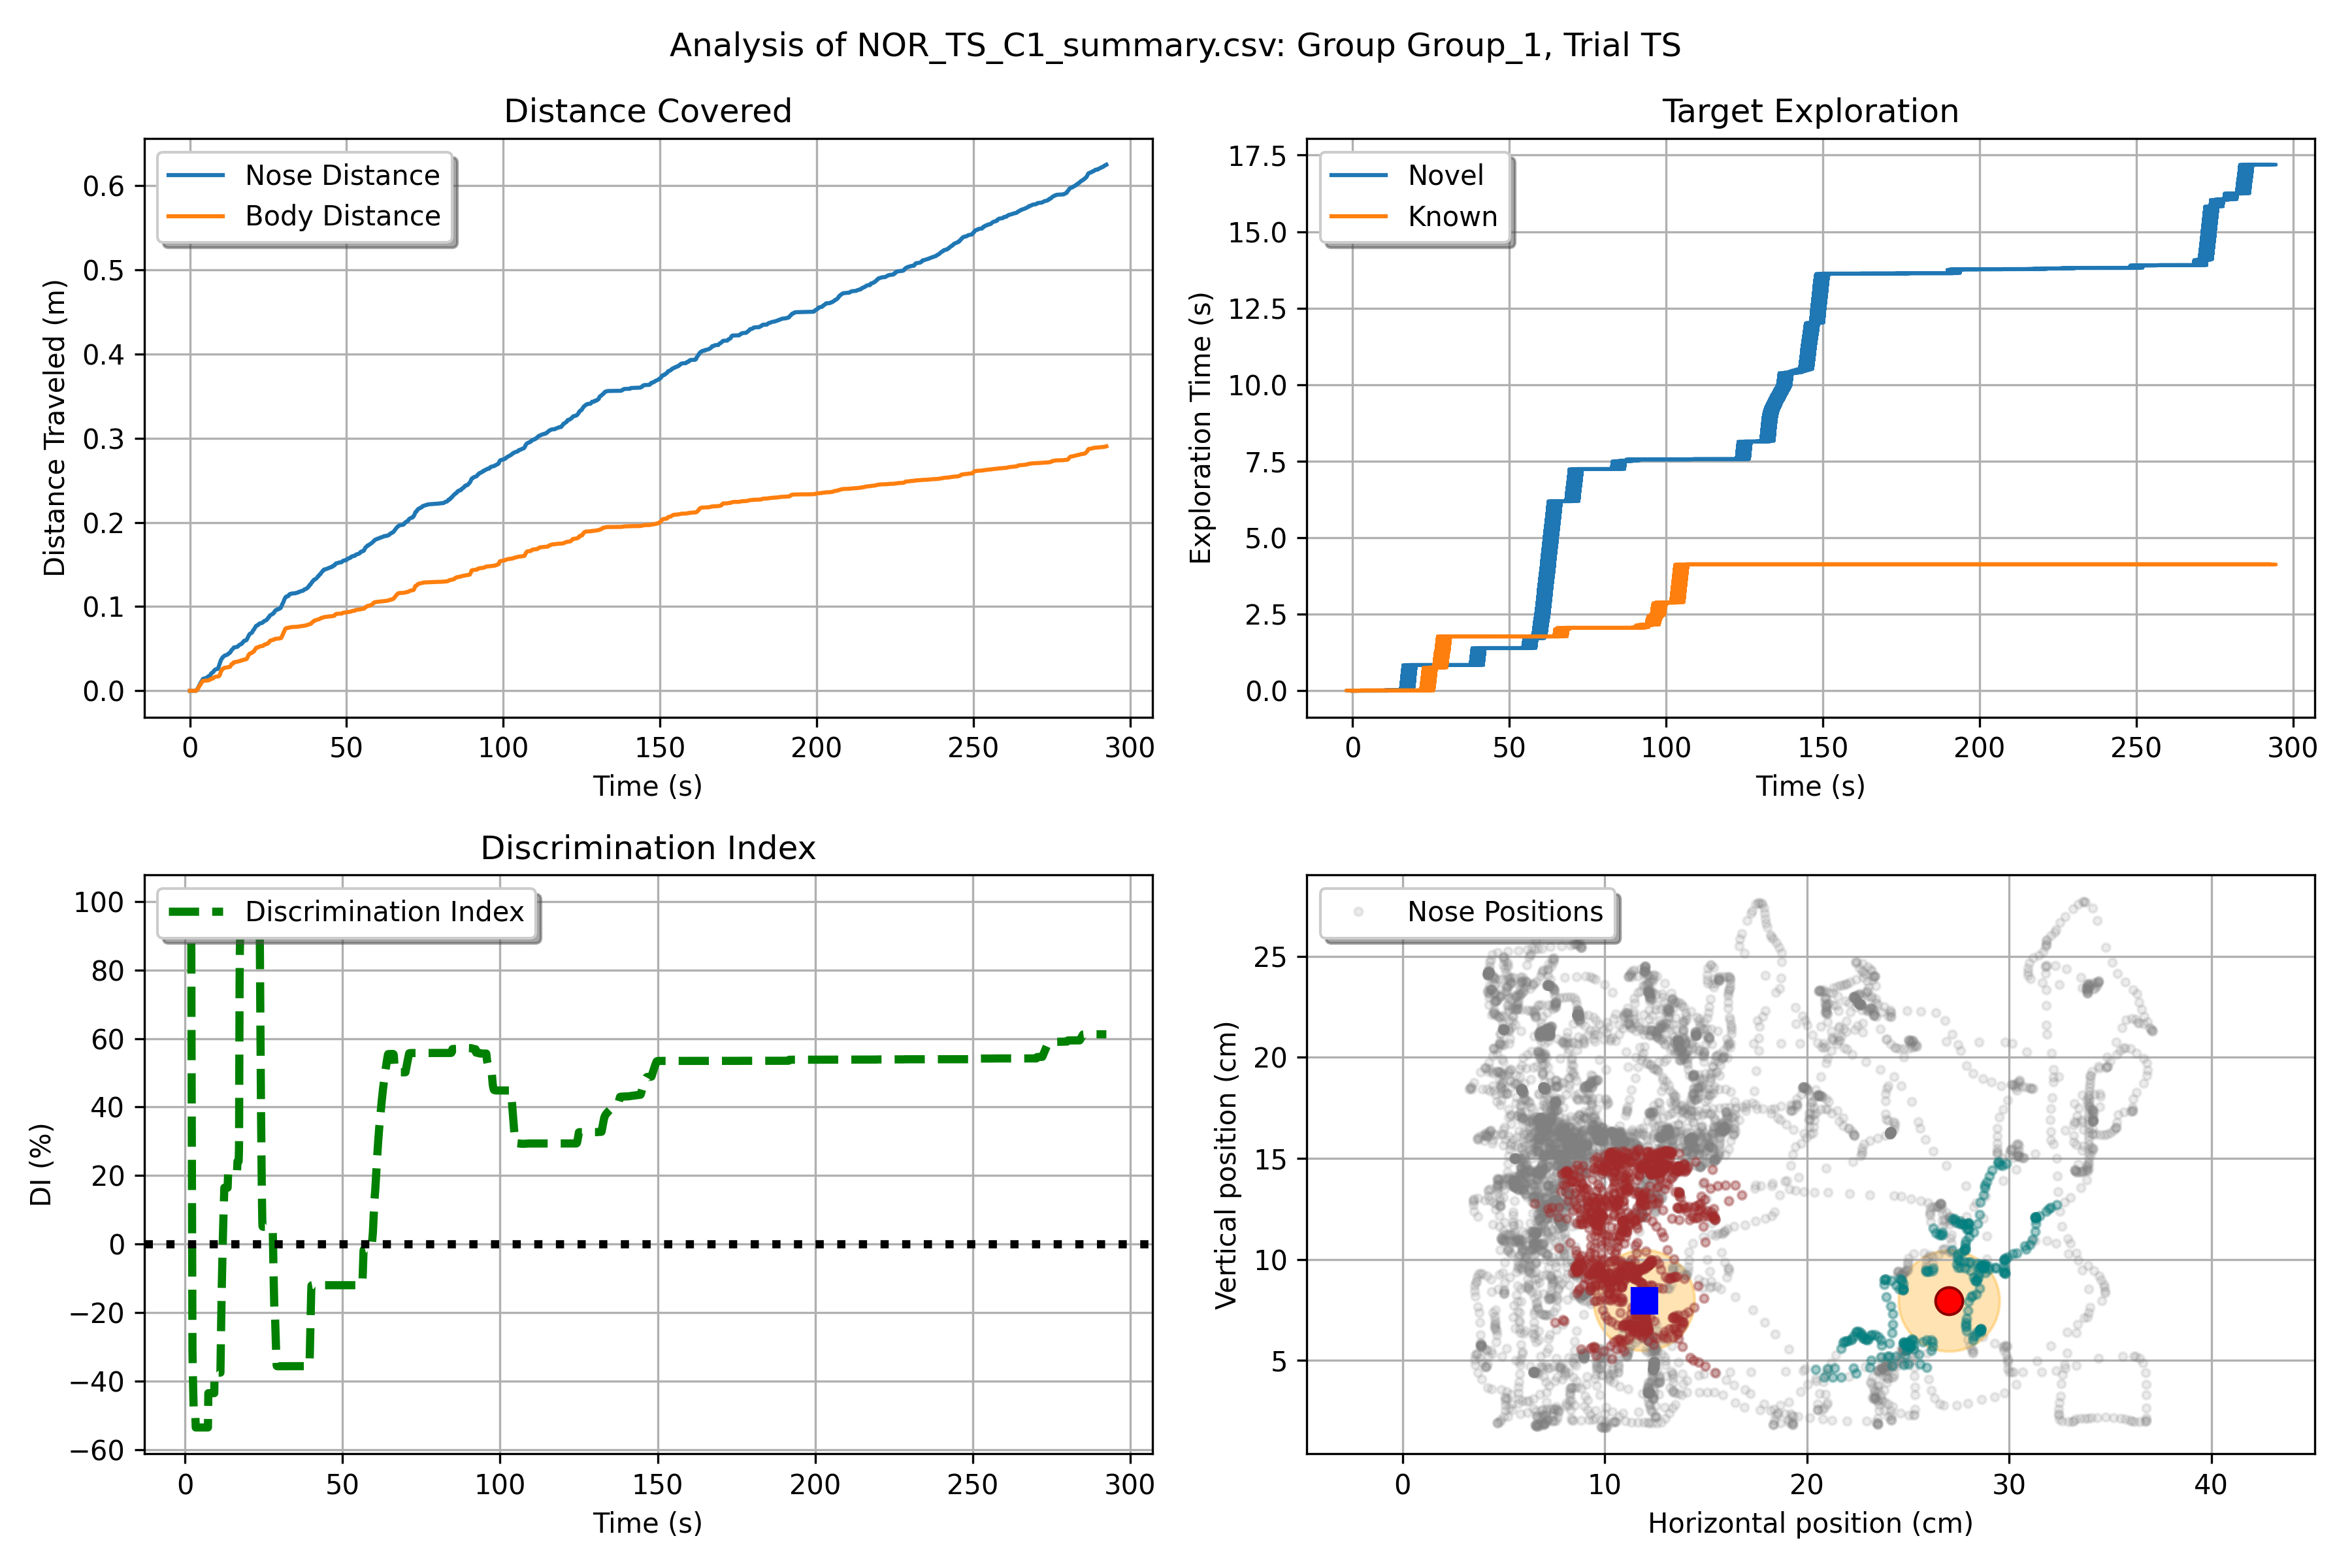 Analysis of NOR_TS_C1_summary.csv: Group Group_1, Trial TS
Distance Covered
Nose Distance
Body Distance
Distance Traveled (m)
0.6
0.5
0.4
0.3
0.2
0.1
0.0
0 50 100 150 200 250 300
Time (s)
Target Exploration
Novel
Known
Exploration Time (s)
17.5
15.0
12.5
10.0
7.5
5.0
2.5
0.0
0 50 100 150 200 250 300
Time (s)
Discrimination Index
Discrimination Index
DI (%)
100
80
60
40
20
0
−20
−40
−60
0 50 100 150 200 250 300
Time (s)
Nose Positions
Vertical position (cm)
25
20
15
10
5
0 10 20 30 40
Horizontal position (cm)